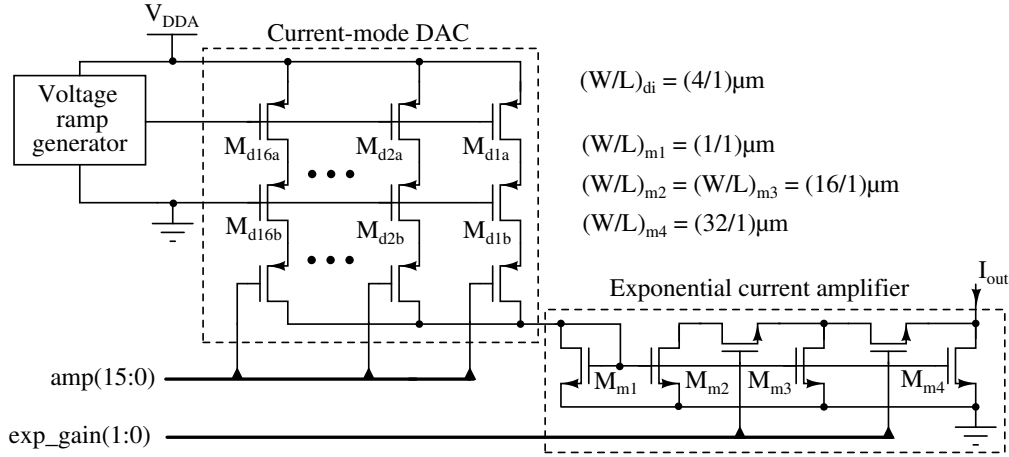 V_DDA
Current-mode DAC
Voltage
ramp
generator
(W/L)_di = (4/1)µm
M_d16a
M_d2a
M_d1a
(W/L)_m1 = (1/1)µm
(W/L)_m2 = (W/L)_m3 = (16/1)µm
(W/L)_m4 = (32/1)µm
M_d16b
M_d2b
M_d1b
I_out
Exponential current amplifier
amp(15:0)
M_m1
M_m2
M_m3
M_m4
exp_gain(1:0)